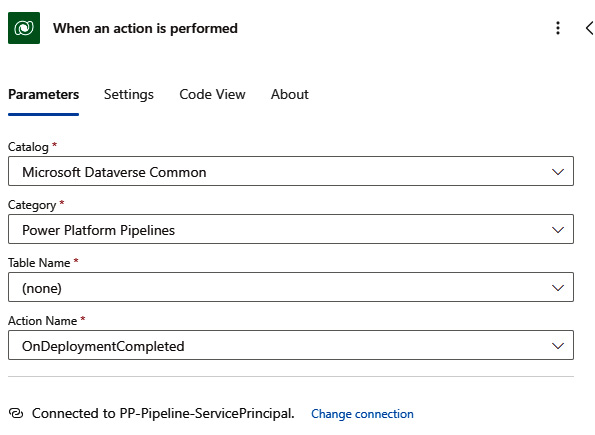 When an action is performed
Parameters Settings Code View About
Catalog *
Microsoft Dataverse Common
Category *
Power Platform Pipelines
Table Name *
(none)
Action Name *
OnDeploymentCompleted
Connected to PP-Pipeline-ServicePrincipal. Change connection